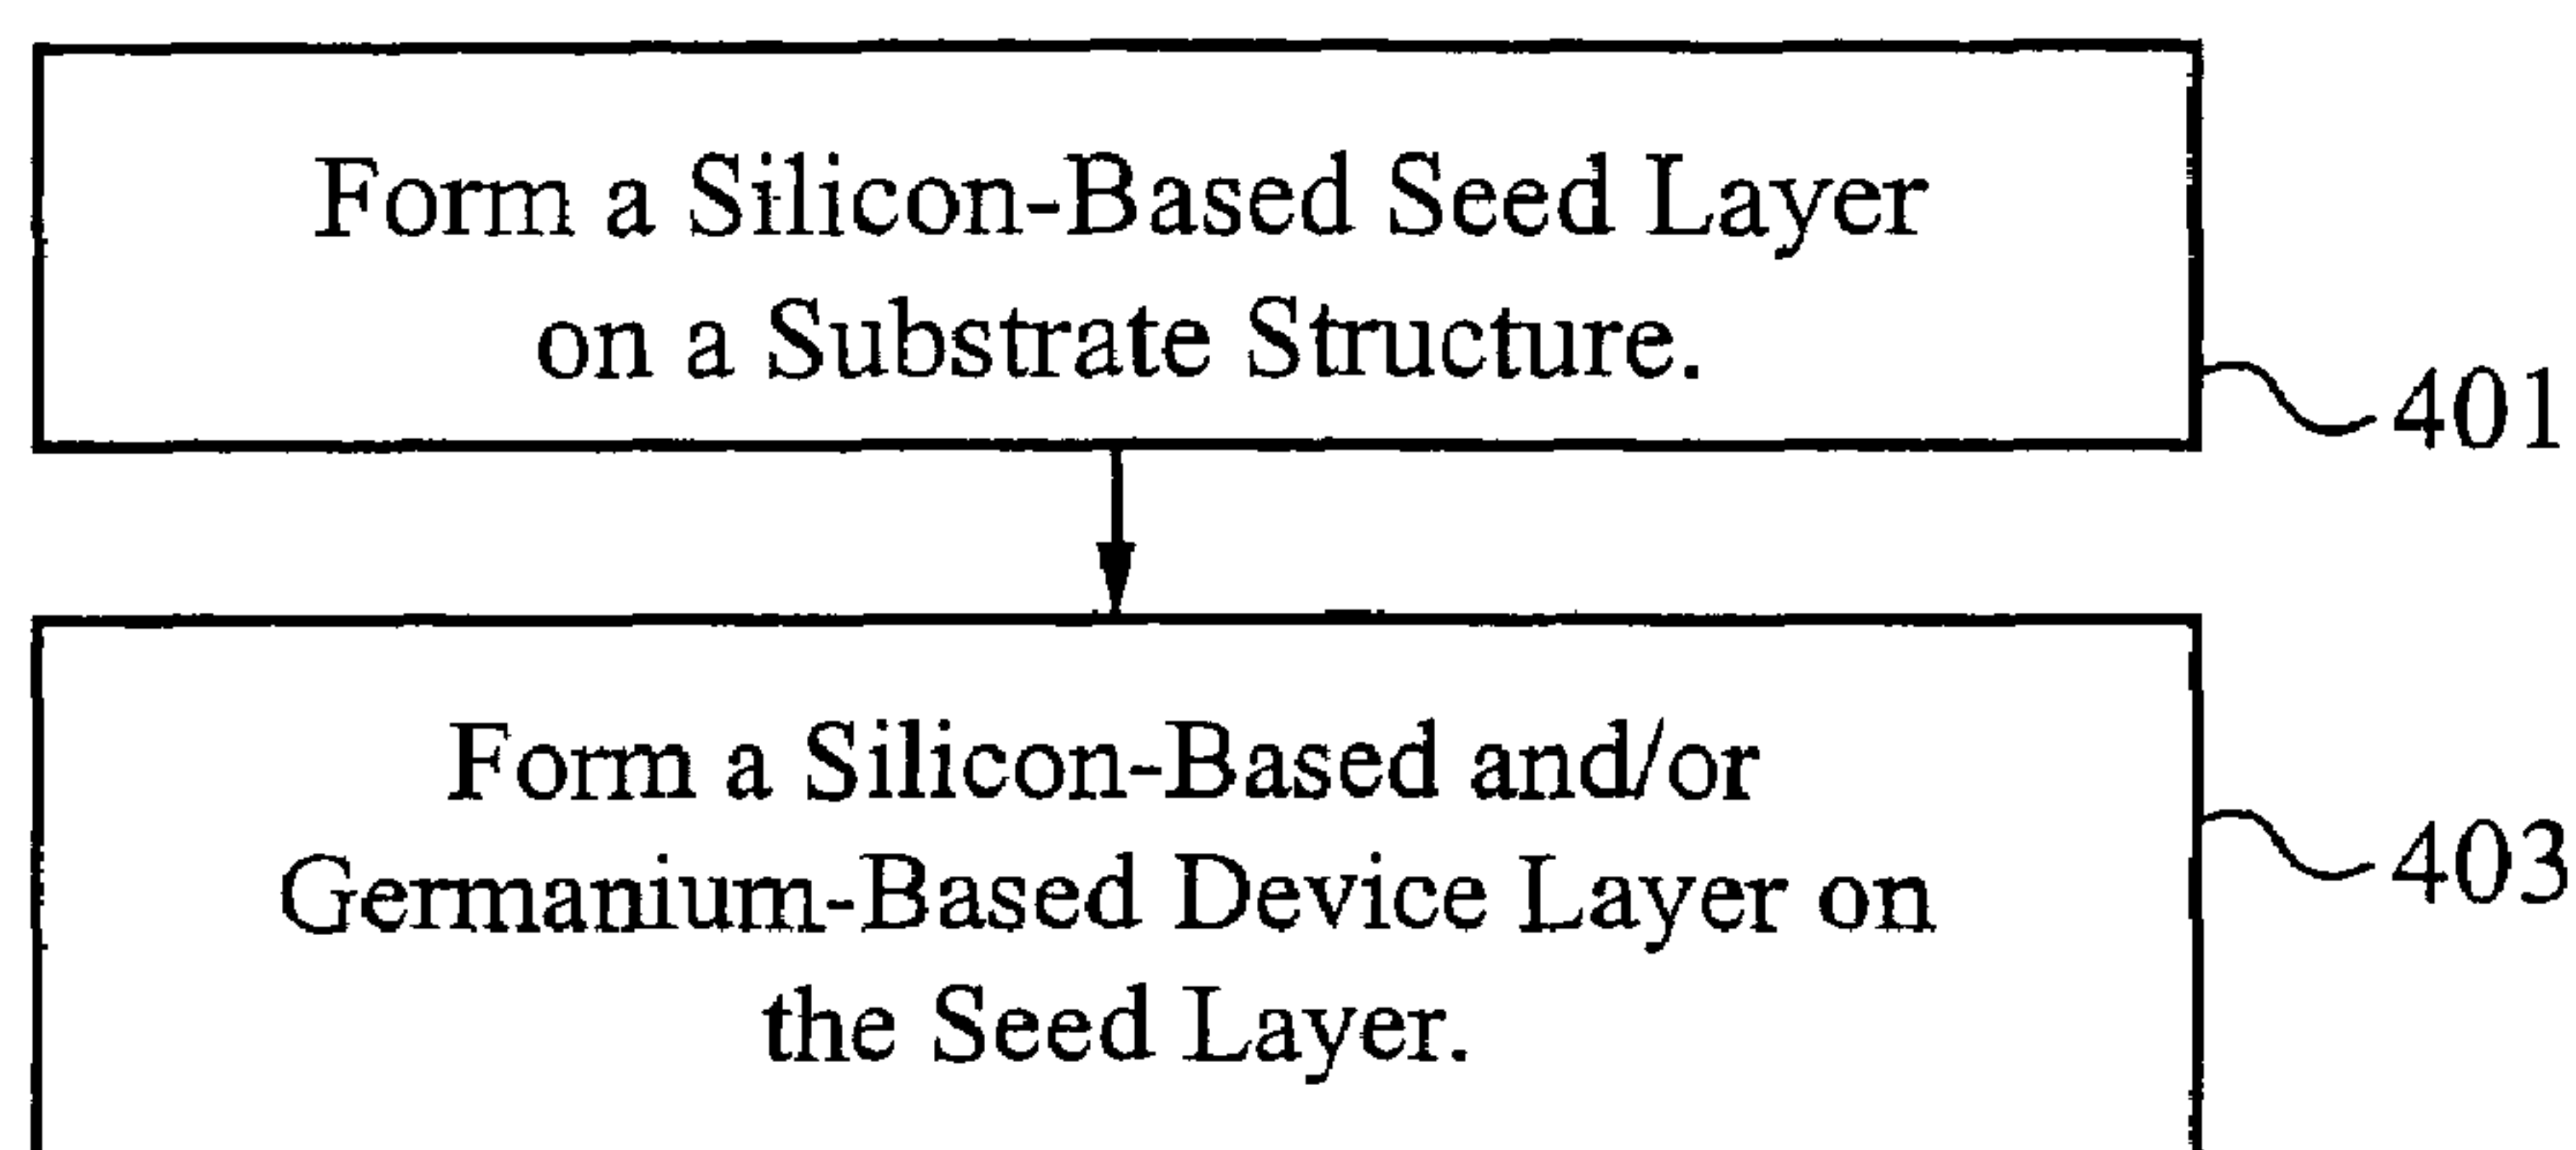 Form a Silicon-Based Seed Layer
on a Substrate Structure.
401
Form a Silicon-Based and/or
Germanium-Based Device Layer on
the Seed Layer.
403